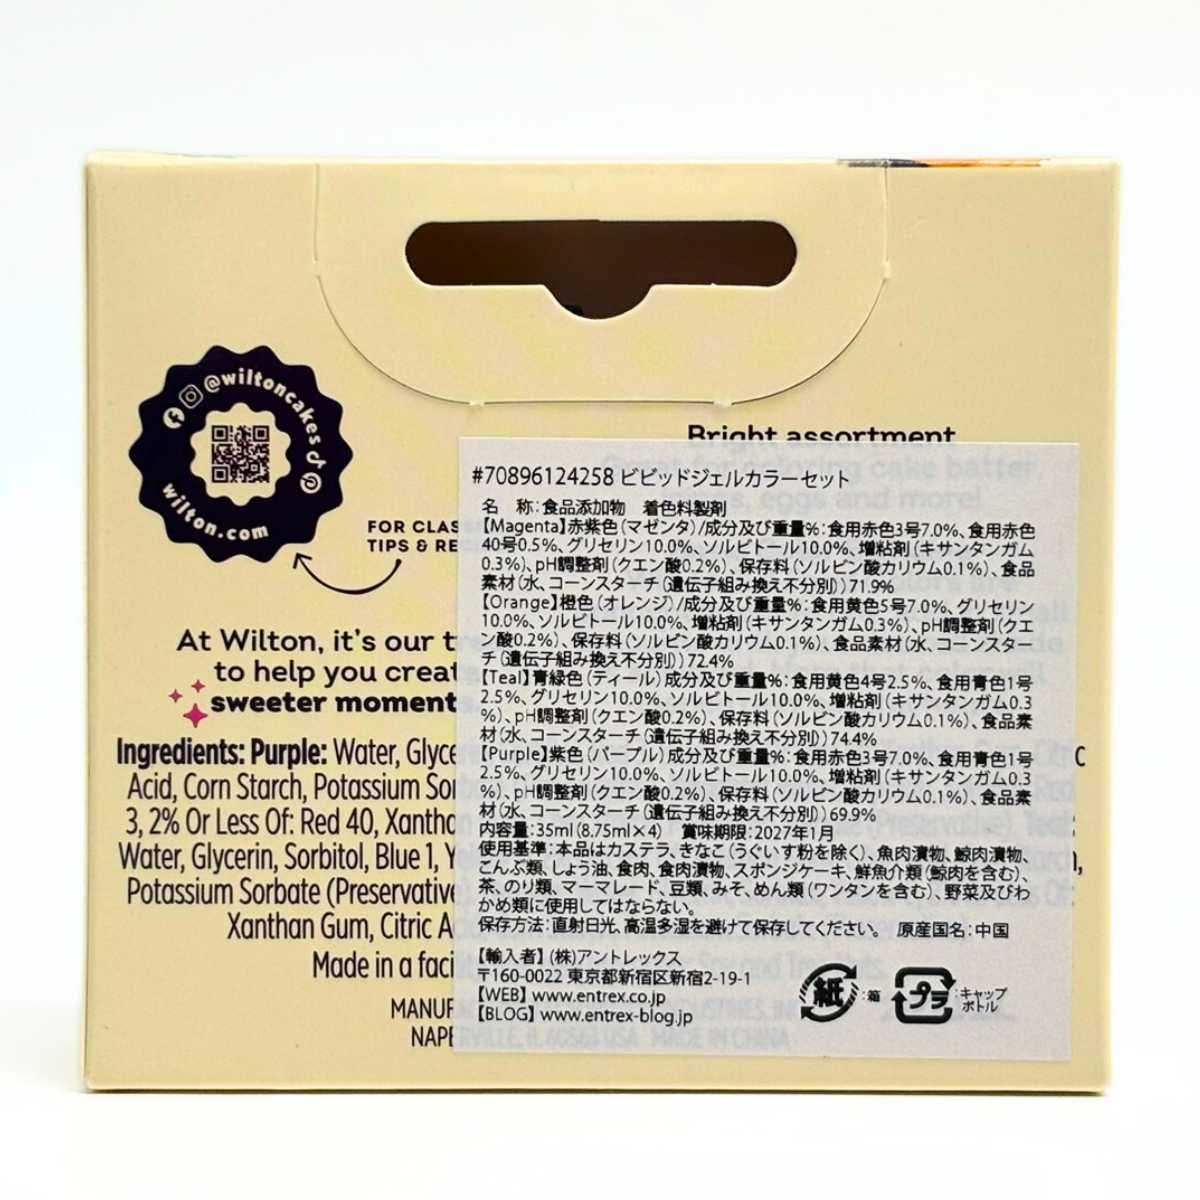 @wiltoncakes
wilton.com
FOR CLAS
TIPS & RE
Bright assortment
At Wilton, it's our t
to help you creat
sweeter moment
Ingredients: Purple: Water, Glyce
Acid, Corn Starch, Potassium Sor
3, 2% Or Less Of: Red 40, Xantho
Water, Glycerin, Sorbitol, Blue 1, Ye
Potassium Sorbate (Preservative)
Xanthan Gum, Citric Ac
Made in a faci
MANUF
NAPERVILLE, IL 60563 USA MADE IN CHINA
#70896124258 ビビッドジェルカラーセット
名 称:食品添加物 着色料製剤
【Magenta】赤紫色(マゼンタ)/成分及び重量%:食用赤色3号7.0%、食用赤色
40号0.5%、グリセリン10.0%、ソルビトール10.0%、増粘剤(キサンタンガム
0.3%)、pH調整剤(クエン酸0.2%)、保存料(ソルビン酸カリウム0.1%)、食品
素材(水、コーンスターチ(遺伝子組み換え不分別))71.9%
【Orange】橙色(オレンジ)/成分及び重量%:食用黄色5号7.0%、グリセリン
10.0%、ソルビトール10.0%、増粘剤(キサンタンガム0.3%)、pH調整剤(クエ
ン酸0.2%)、保存料(ソルビン酸カリウム0.1%)、食品素材(水、コーンスター
チ(遺伝子組み換え不分別))72.4%
【Teal】青緑色(ティール)成分及び重量%:食用黄色4号2.5%、食用青色1号
2.5%、グリセリン10.0%、ソルビトール10.0%、増粘剤(キサンタンガム0.3
%)、pH調整剤(クエン酸0.2%)、保存料(ソルビン酸カリウム0.1%)、食品素
材(水、コーンスターチ(遺伝子組み換え不分別))74.4%
【Purple】紫色(パープル)成分及び重量%:食用赤色3号7.0%、食用青色1号
2.5%、グリセリン10.0%、ソルビトール10.0%、増粘剤(キサンタンガム0.3
%)、pH調整剤(クエン酸0.2%)、保存料(ソルビン酸カリウム0.1%)、食品素
材(水、コーンスターチ(遺伝子組み換え不分別))69.9%
内容量:35ml(8.75ml×4) 賞味期限:2027年1月
使用基準:本品はカステラ、きなこ(うぐいす粉を除く)、魚肉漬物、鯨肉漬物、
こんぶ類、しょう油、食肉、食肉漬物、スポンジケーキ、鮮魚介類(鯨肉を含む)、
茶、のり類、マーマレード、豆類、みそ、めん類(ワンタンを含む)、野菜及びわ
かめ類に使用してはならない。
保存方法:直射日光、高温多湿を避けて保存してください。 原産国名:中国
【輸入者】(株)アントレックス
〒160-0022 東京都新宿区新宿2-19-1
【WEB】www.entrex.co.jp
【BLOG】www.entrex-blog.jp
紙 :箱 プラ :キャップ
ボトル